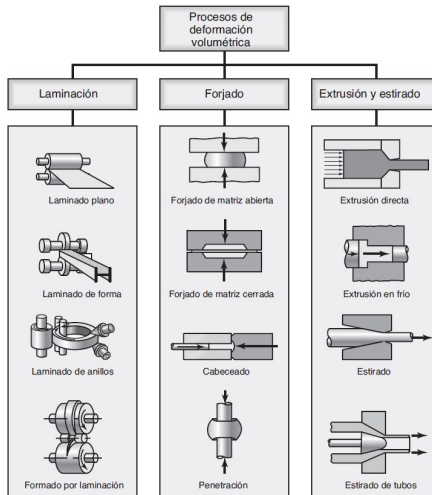 Procesos de
deformación
volumétrica
Laminación
Forjado
Extrusión y estirado
Laminado plano
Laminado de forma
Laminado de anillos
Formado por laminación
Forjado de matriz abierta
Forjado de matriz cerrada
Cabeceado
Penetración
Extrusión directa
Extrusión en frío
Estirado
Estirado de tubos